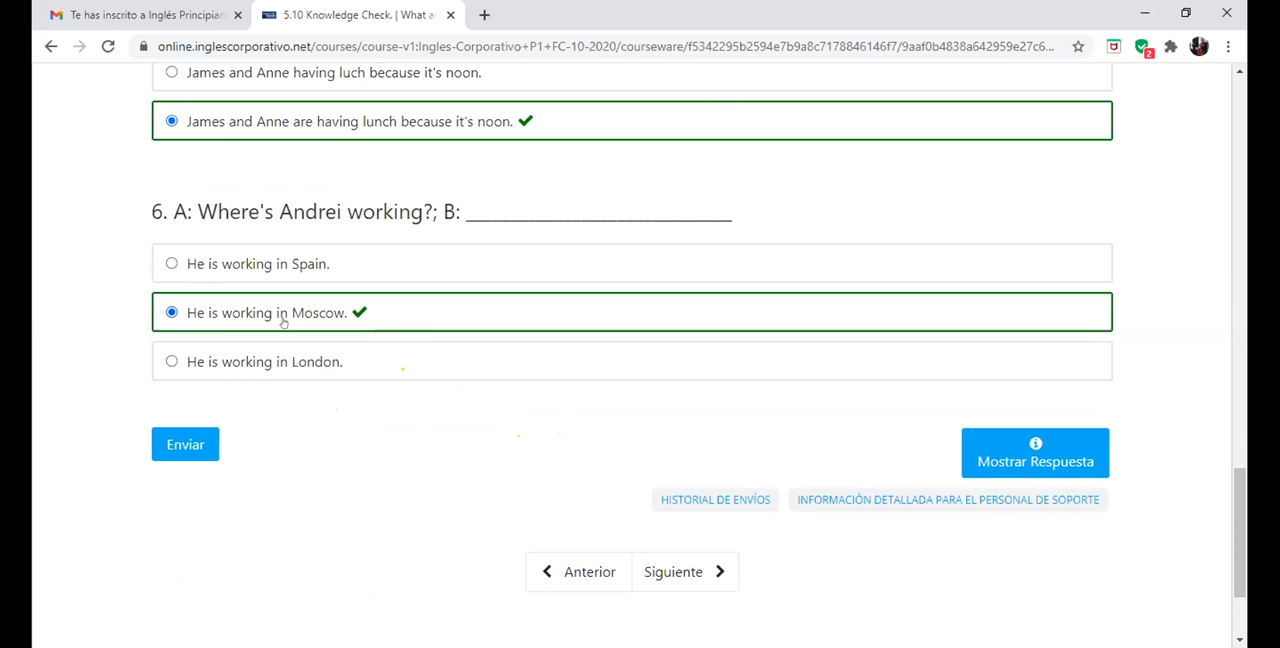 Te has inscrito a Inglés Principian
5.10 Knowledge Check. | What a
online.inglescorporativo.net/courses/course-v1:Ingles-Corporativo+P1+FC-10-2020/courseware/f5342295b2594e7b9a8c7178846146f7/9aaf0b4838a642959e27c6...
2
James and Anne having luch because it's noon.
James and Anne are having lunch because it's noon.
6. A: Where's Andrei working?; B: ______________________________
He is working in Spain.
He is working in Moscow.
He is working in London.
Enviar
Mostrar Respuesta
HISTORIAL DE ENVÍOS
INFORMACIÓN DETALLADA PARA EL PERSONAL DE SOPORTE
Anterior
Siguiente